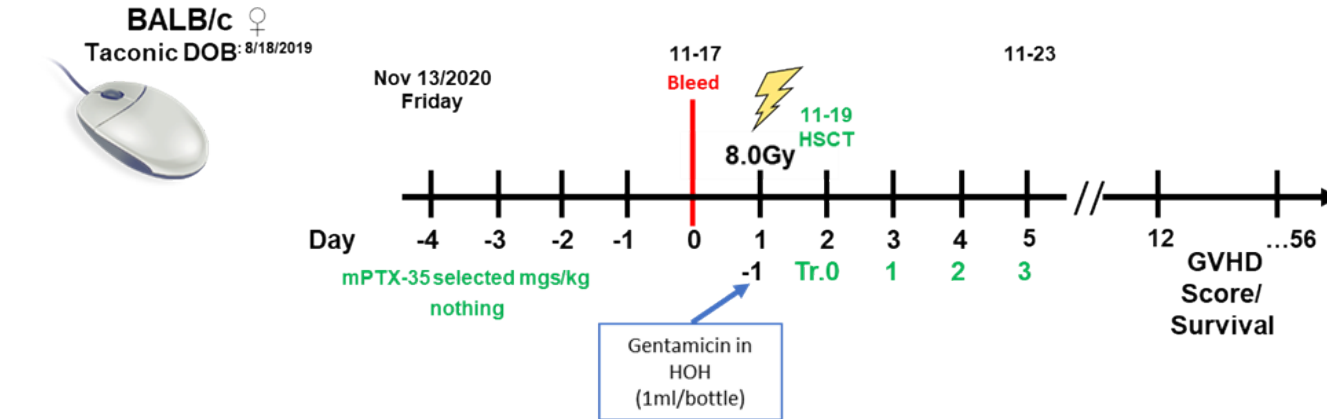 BALB/c ♀
Taconic DOB: 8/18/2019
Nov 13/2020
Friday
11-17
Bleed
11-23
11-19
HSCT
8.0Gy
//
Day -4 -3 -2 -1 0 1 2 3 4 5 12 ...56
mPTX-35 selected mgs/kg
nothing
-1 Tr.0 1 2 3
GVHD
Score/
Survival
Gentamicin in
HOH
(1ml/bottle)